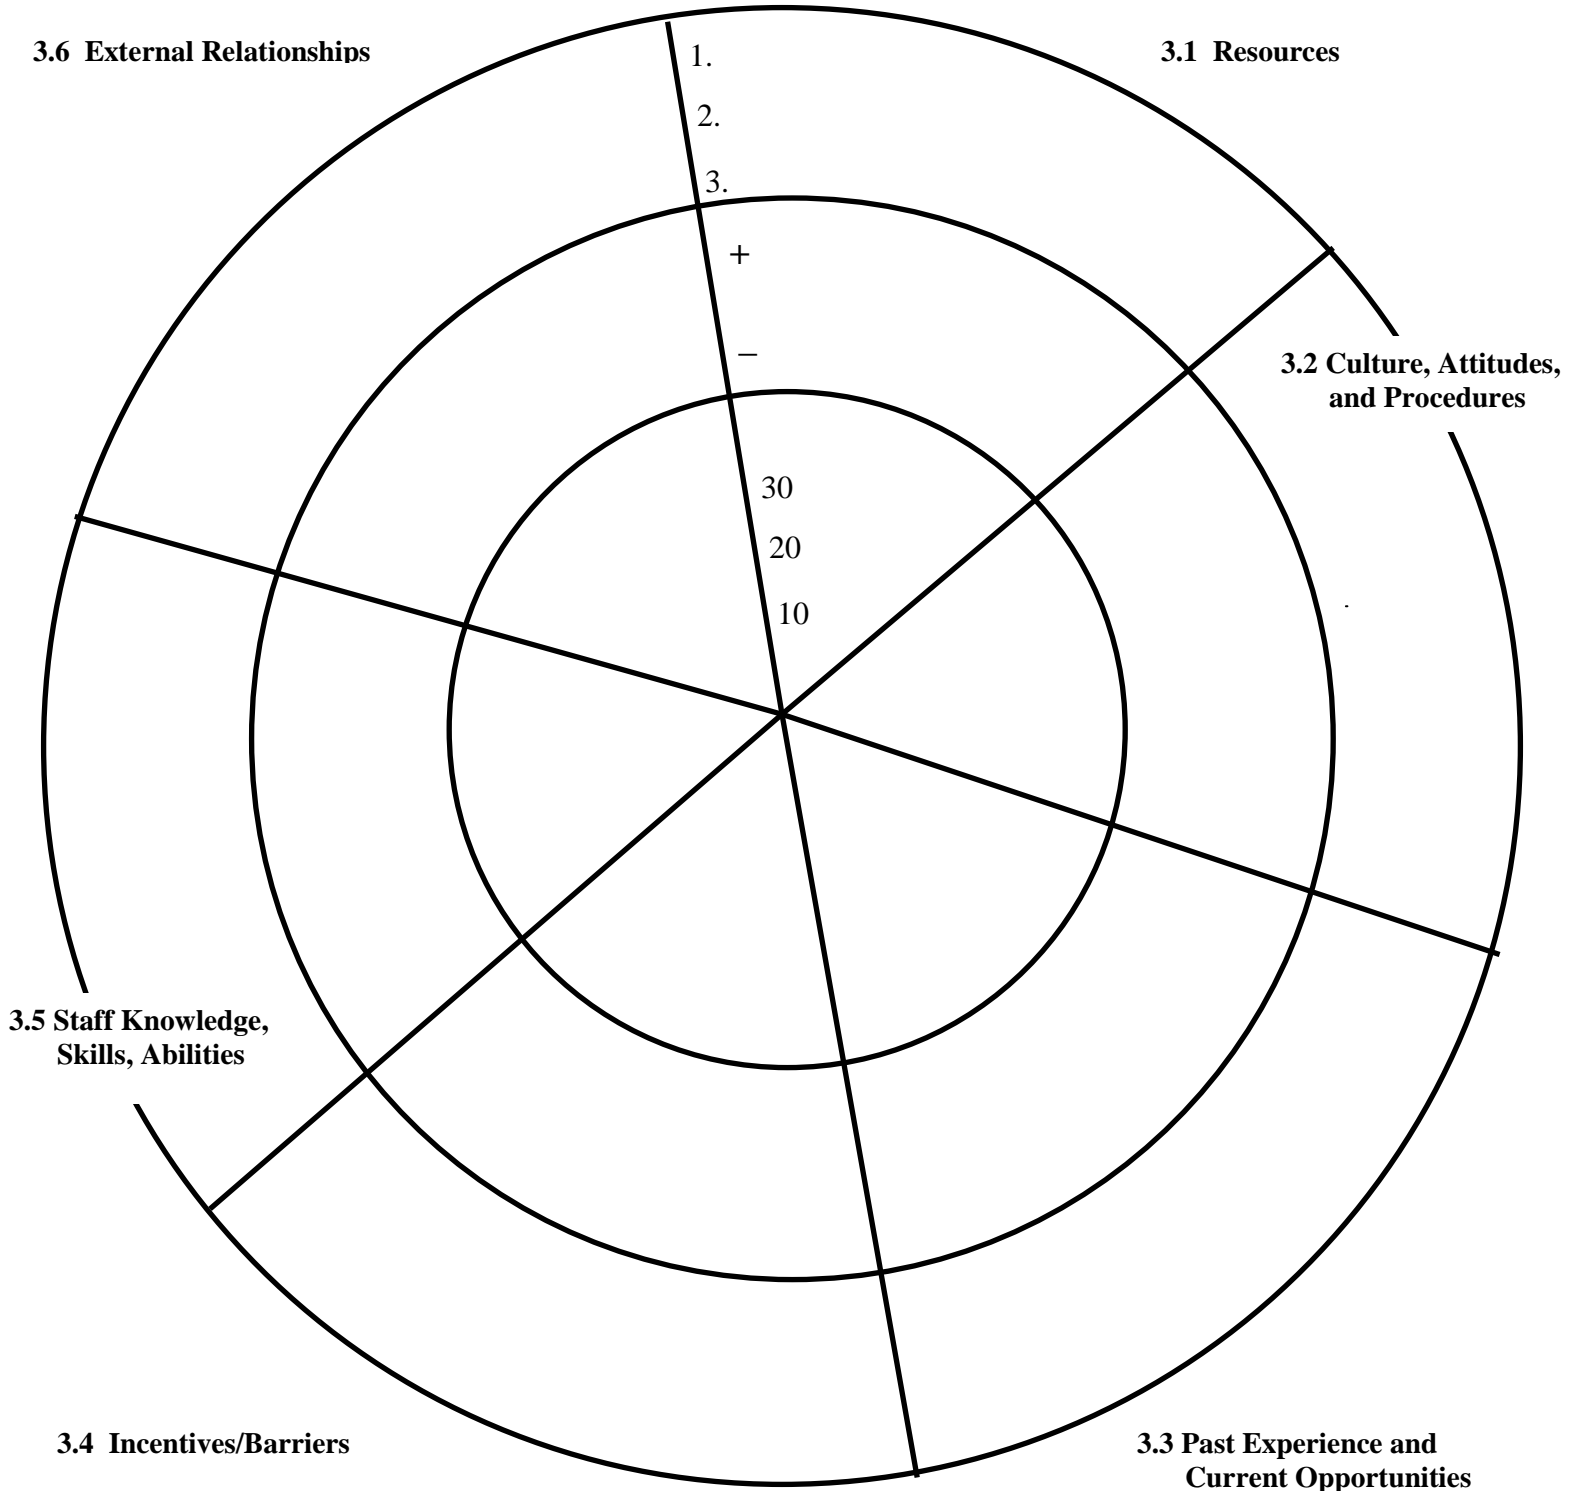 3.6 External Relationships
3.1 Resources
1.
2.
3.
+
–
3.2 Culture, Attitudes,
and Procedures
30
20
10
3.5 Staff Knowledge,
Skills, Abilities
3.4 Incentives/Barriers
3.3 Past Experience and
Current Opportunities